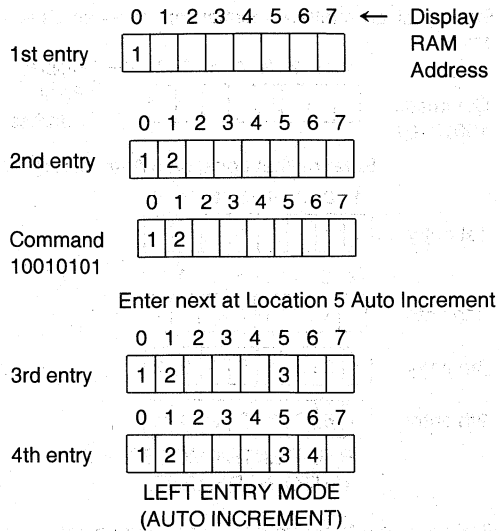 0 1 2 3 4 5 6 7 ← Display
RAM
Address
1st entry 1
0 1 2 3 4 5 6 7
2nd entry 1 2
0 1 2 3 4 5 6 7
1 2
Command
10010101
Enter next at Location 5 Auto Increment
0 1 2 3 4 5 6 7
3rd entry 1 2 3
0 1 2 3 4 5 6 7
4th entry 1 2 3 4
LEFT ENTRY MODE
(AUTO INCREMENT)